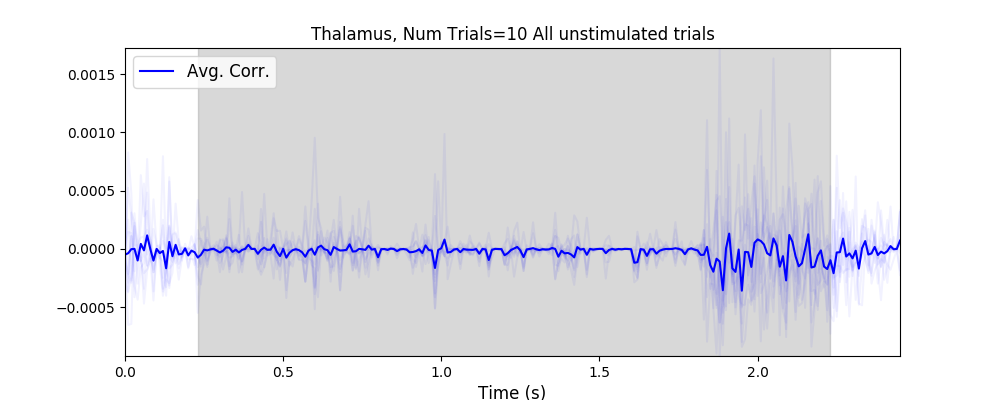 Thalamus, Num Trials=10 All unstimulated trials
Avg. Corr.
0.0015
0.0010
0.0005
0.0000
−0.0005
0.0 0.5 1.0 1.5 2.0
Time (s)